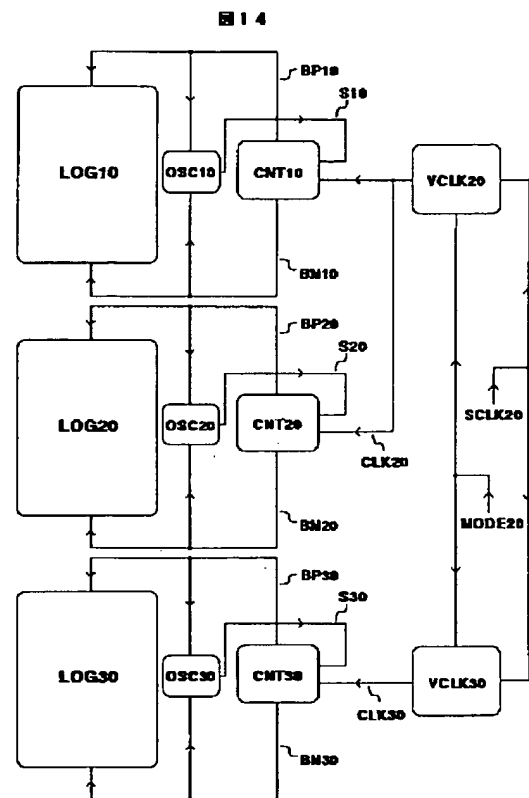 図14
BP10
S10
LOG10
OSC10
CNT10
VCLK20
BN10
BP20
S20
LOG20
OSC20
CNT20
SCLK20
CLK20
MODE20
BN20
BP30
S30
LOG30
OSC30
CNT30
VCLK30
CLK30
BN30